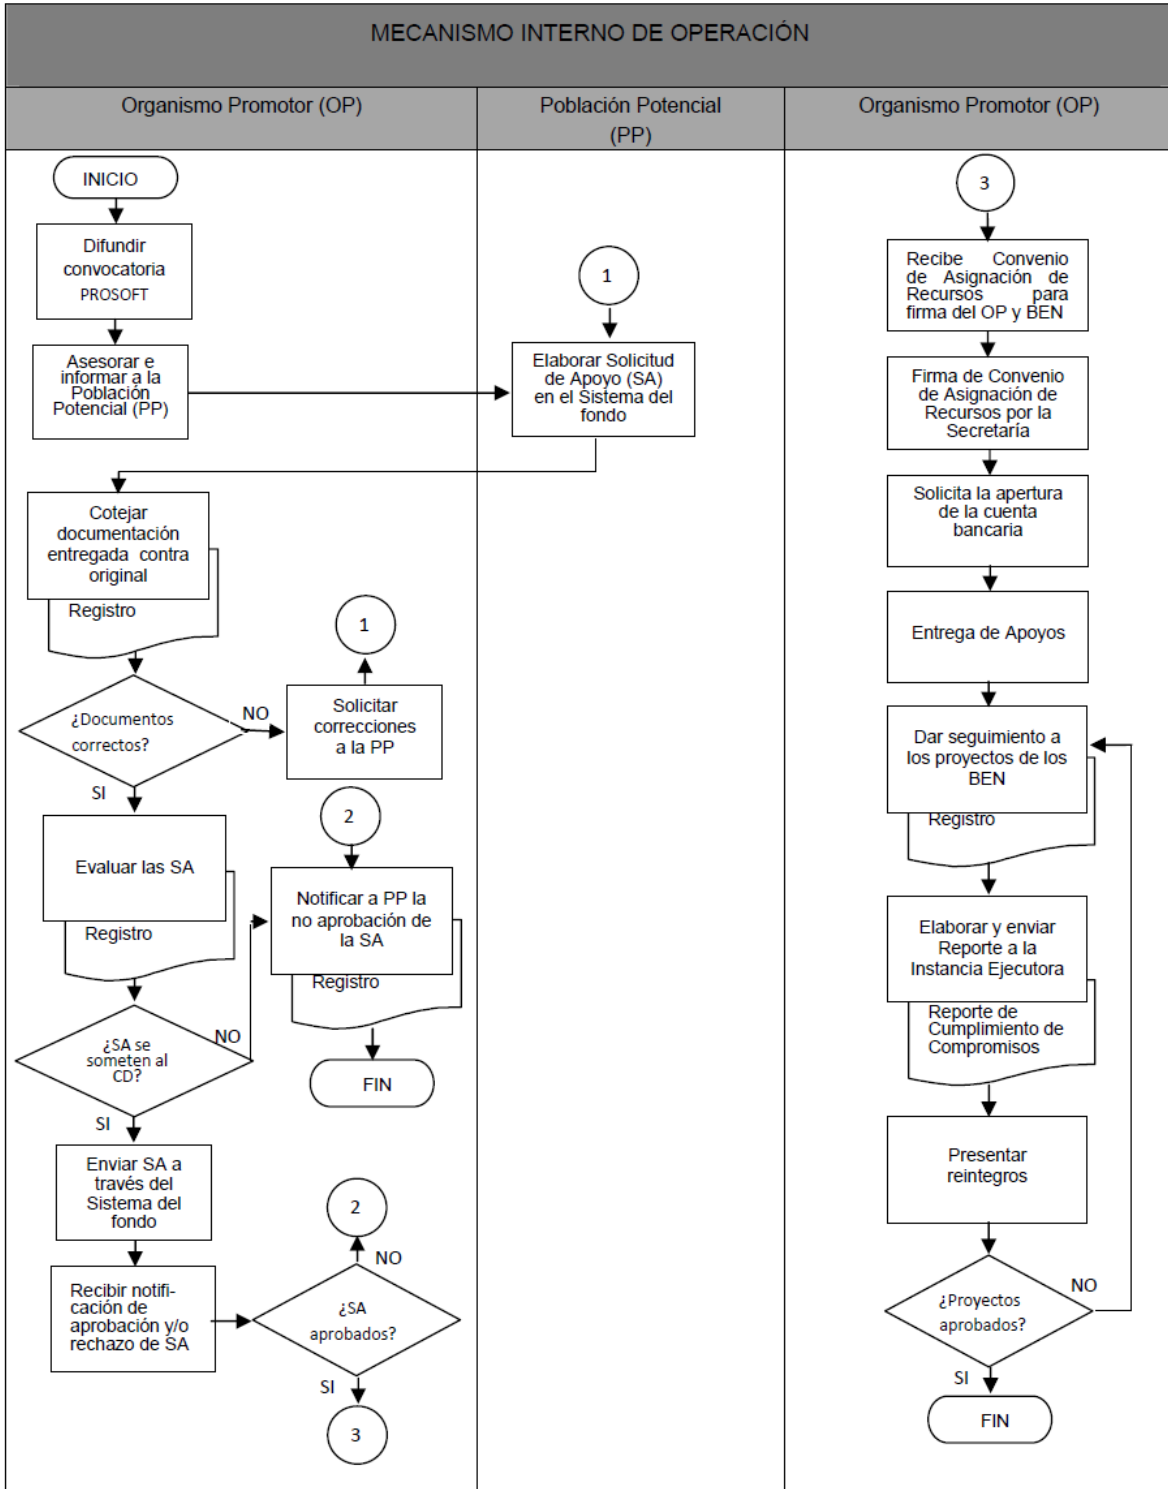 MECANISMO INTERNO DE OPERACIÓN
Organismo Promotor (OP)
Población Potencial
(PP)
Organismo Promotor (OP)
INICIO
Difundir
convocatoria
PROSOFT
Asesorar e
informar a la
Población
Potencial (PP)
Cotejar
documentación
entregada contra
original
Registro
¿Documentos
correctos?
NO
SI
Solicitar
correcciones
a la PP
1
Evaluar las SA
Registro
2
Notificar a PP la
no aprobación de
la SA
Registro
FIN
¿SA se
someten al
CD?
NO
SI
Enviar SA a
través del
Sistema del
fondo
Recibir notifi-
cación de
aprobación y/o
rechazo de SA
2
NO
¿SA
aprobados?
SI
3
1
Elaborar Solicitud
de Apoyo (SA)
en el Sistema del
fondo
3
Recibe Convenio
de Asignación de
Recursos para
firma del OP y BEN
Firma de Convenio
de Asignación de
Recursos por la
Secretaría
Solicita la apertura
de la cuenta
bancaria
Entrega de Apoyos
Dar seguimiento a
los proyectos de los
BEN
Registro
Elaborar y enviar
Reporte a la
Instancia Ejecutora
Reporte de
Cumplimiento de
Compromisos
Presentar
reintegros
¿Proyectos
aprobados?
NO
SI
FIN